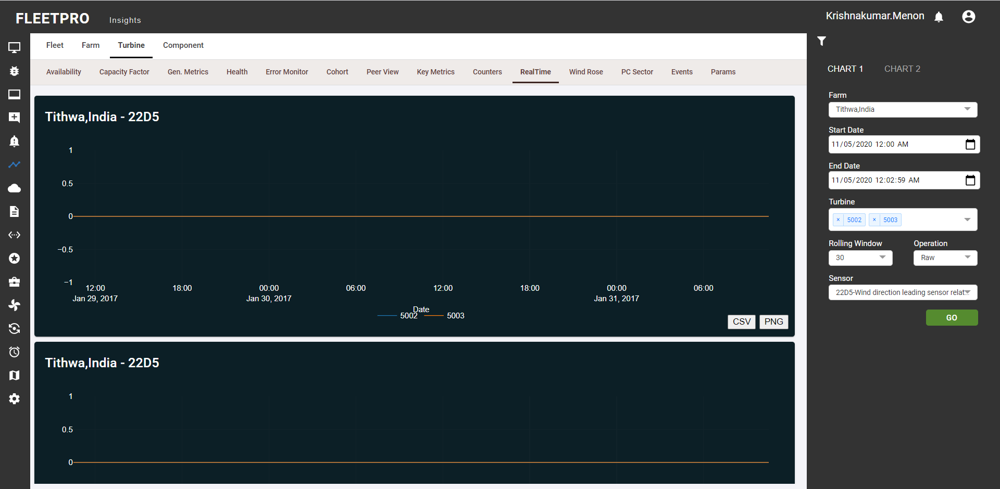 FLEETPRO Insights Krishnakumar.Menon
Fleet Farm Turbine Component
Availability Capacity Factor Gen. Metrics Health Error Monitor Cohort Peer View Key Metrics Counters RealTime Wind Rose PC Sector Events Params
Tithwa,India - 22D5
1
0.5
0
−0.5
−1
12:00 18:00 00:00 06:00 12:00 18:00 00:00 06:00
Jan 29, 2017 Jan 30, 2017 Jan 31, 2017
Date
5002 5003
CSV PNG
Tithwa,India - 22D5
1
0.5
0
CHART 1 CHART 2
Farm
Tithwa,India
Start Date
11/05/2020 12:00 AM
End Date
11/05/2020 12:02:59 AM
Turbine
× 5002 × 5003
Rolling Window Operation
30 Raw
Sensor
22D5-Wind direction leading sensor relat...
GO